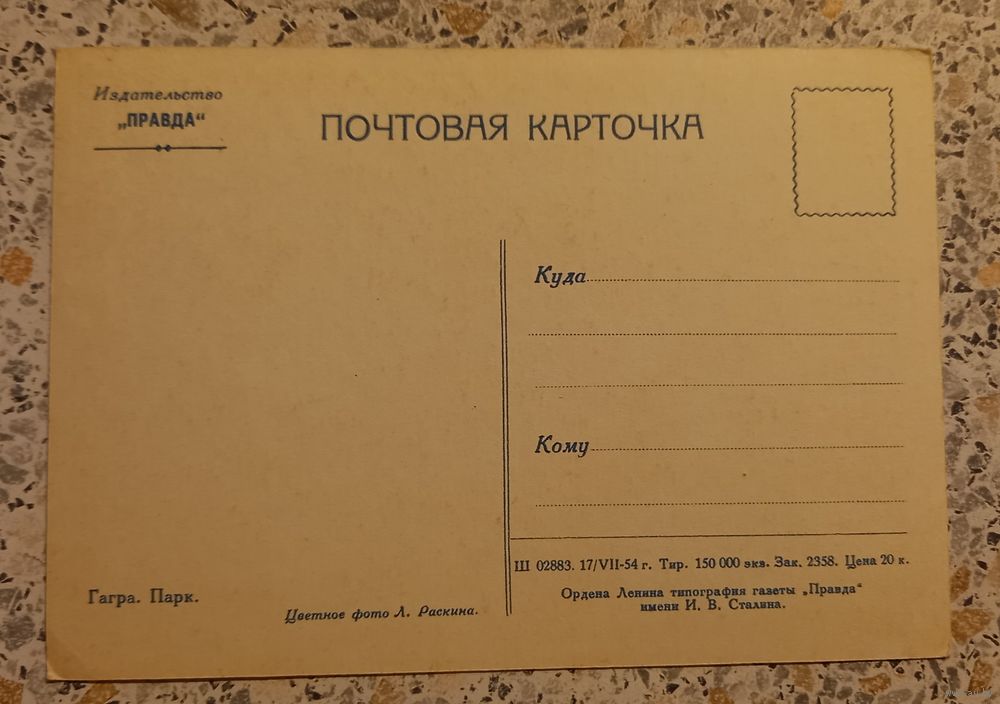 Издательство
„ПРАВДА“
ПОЧТОВАЯ КАРТОЧКА
Куда
Кому
Ш 02883. 17/VII-54 г. Тир. 150 000 экз. Зак. 2358. Цена 20 к.
Ордена Ленина типография газеты „Правда“
имени И. В. Сталина.
Гагра. Парк.
Цветное фото Л. Раскина.